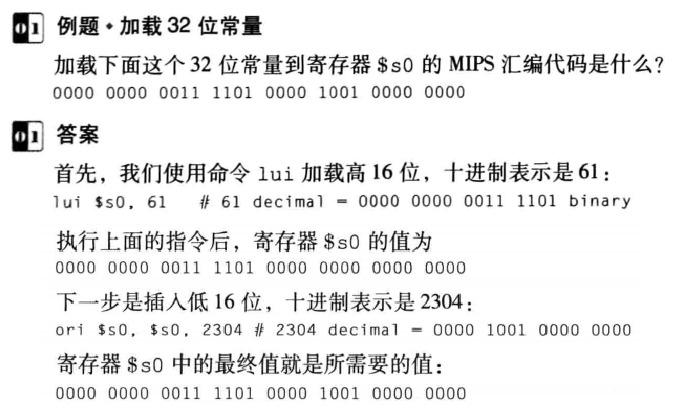 01 例题·加载 32 位常量
加载下面这个 32 位常量到寄存器 $s0 的 MIPS 汇编代码是什么？
0000 0000 0011 1101 0000 1001 0000 0000
01 答案
首先，我们使用命令 lui 加载高 16 位，十进制表示是 61：
lui $s0, 61 # 61 decimal = 0000 0000 0011 1101 binary
执行上面的指令后，寄存器 $s0 的值为
0000 0000 0011 1101 0000 0000 0000 0000
下一步是插入低 16 位，十进制表示是 2304：
ori $s0, $s0, 2304 # 2304 decimal = 0000 1001 0000 0000
寄存器 $s0 中的最终值就是所需要的值：
0000 0000 0011 1101 0000 1001 0000 0000